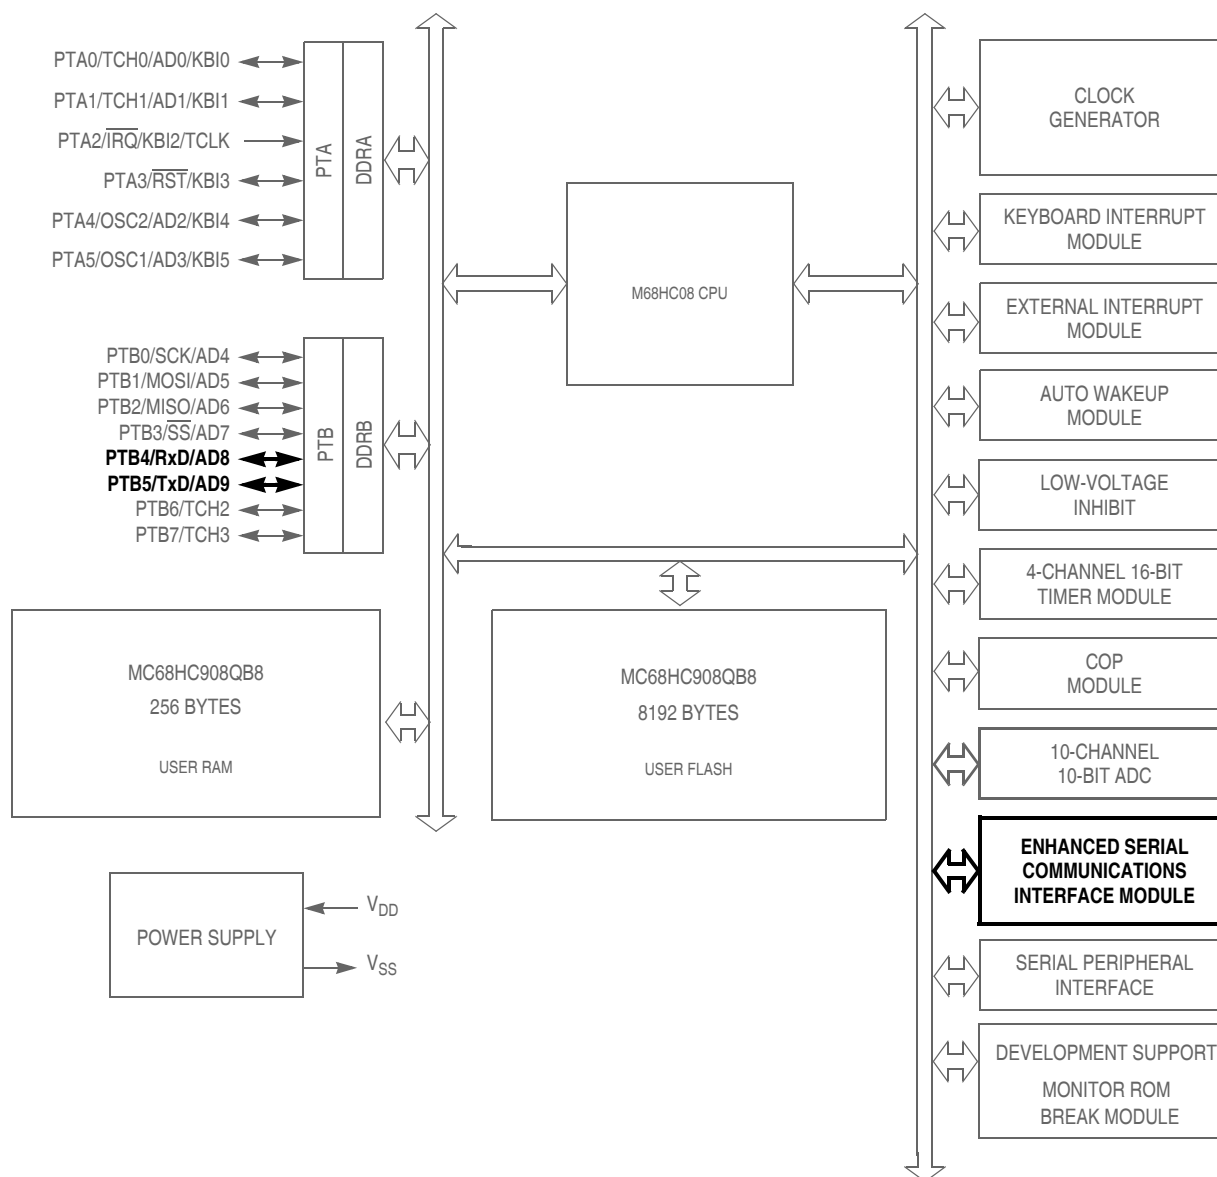 PTA0/TCH0/AD0/KBI0
PTA1/TCH1/AD1/KBI1
PTA2/IRQ/KBI2/TCLK
PTA3/RST/KBI3
PTA4/OSC2/AD2/KBI4
PTA5/OSC1/AD3/KBI5
PTA
DDRA
PTB0/SCK/AD4
PTB1/MOSI/AD5
PTB2/MISO/AD6
PTB3/SS/AD7
PTB4/RxD/AD8
PTB5/TxD/AD9
PTB6/TCH2
PTB7/TCH3
PTB
DDRB
M68HC08 CPU
MC68HC908QB8
256 BYTES
USER RAM
MC68HC908QB8
8192 BYTES
USER FLASH
POWER SUPPLY
VDD
VSS
CLOCK
GENERATOR
KEYBOARD INTERRUPT
MODULE
EXTERNAL INTERRUPT
MODULE
AUTO WAKEUP
MODULE
LOW-VOLTAGE
INHIBIT
4-CHANNEL 16-BIT
TIMER MODULE
COP
MODULE
10-CHANNEL
10-BIT ADC
ENHANCED SERIAL
COMMUNICATIONS
INTERFACE MODULE
SERIAL PERIPHERAL
INTERFACE
DEVELOPMENT SUPPORT
MONITOR ROM
BREAK MODULE